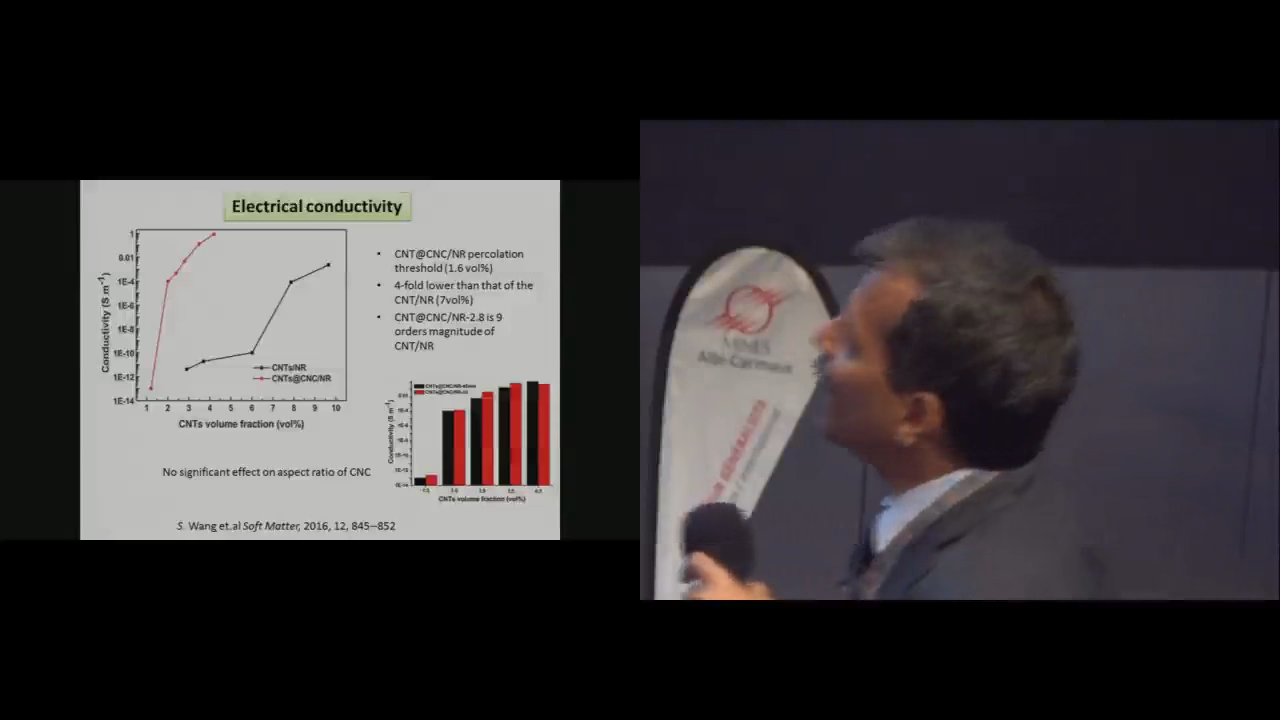 Electrical conductivity
1
0.01
1E-4
1E-6
1E-8
1E-10
1E-12
1E-14
Conductivity (S m⁻¹)
CNTs/NR
CNTs@CNC/NR
1 2 3 4 5 6 7 8 9 10
CNTs volume fraction (vol%)
• CNT@CNC/NR percolation
threshold (1.6 vol%)
• 4-fold lower than that of the
CNT/NR (7vol%)
• CNT@CNC/NR-2.8 is 9
orders magnitude of
CNT/NR
Conductivity (S m⁻¹)
CNTs volume fraction (vol%)
No significant effect on aspect ratio of CNC
S. Wang et.al Soft Matter, 2016, 12, 845–852
MINES
Albi-Carmaux